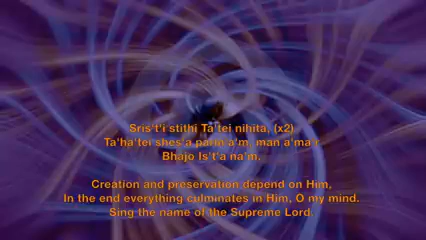 Sris't'i stithi Ta'tei nihita, (x2)
Ta'ha'tei shes'a parin'a'm, man a'ma'r
Bhajo Is't'a na'm.
Creation and preservation depend on Him,
In the end everything culminates in Him, O my mind.
Sing the name of the Supreme Lord.